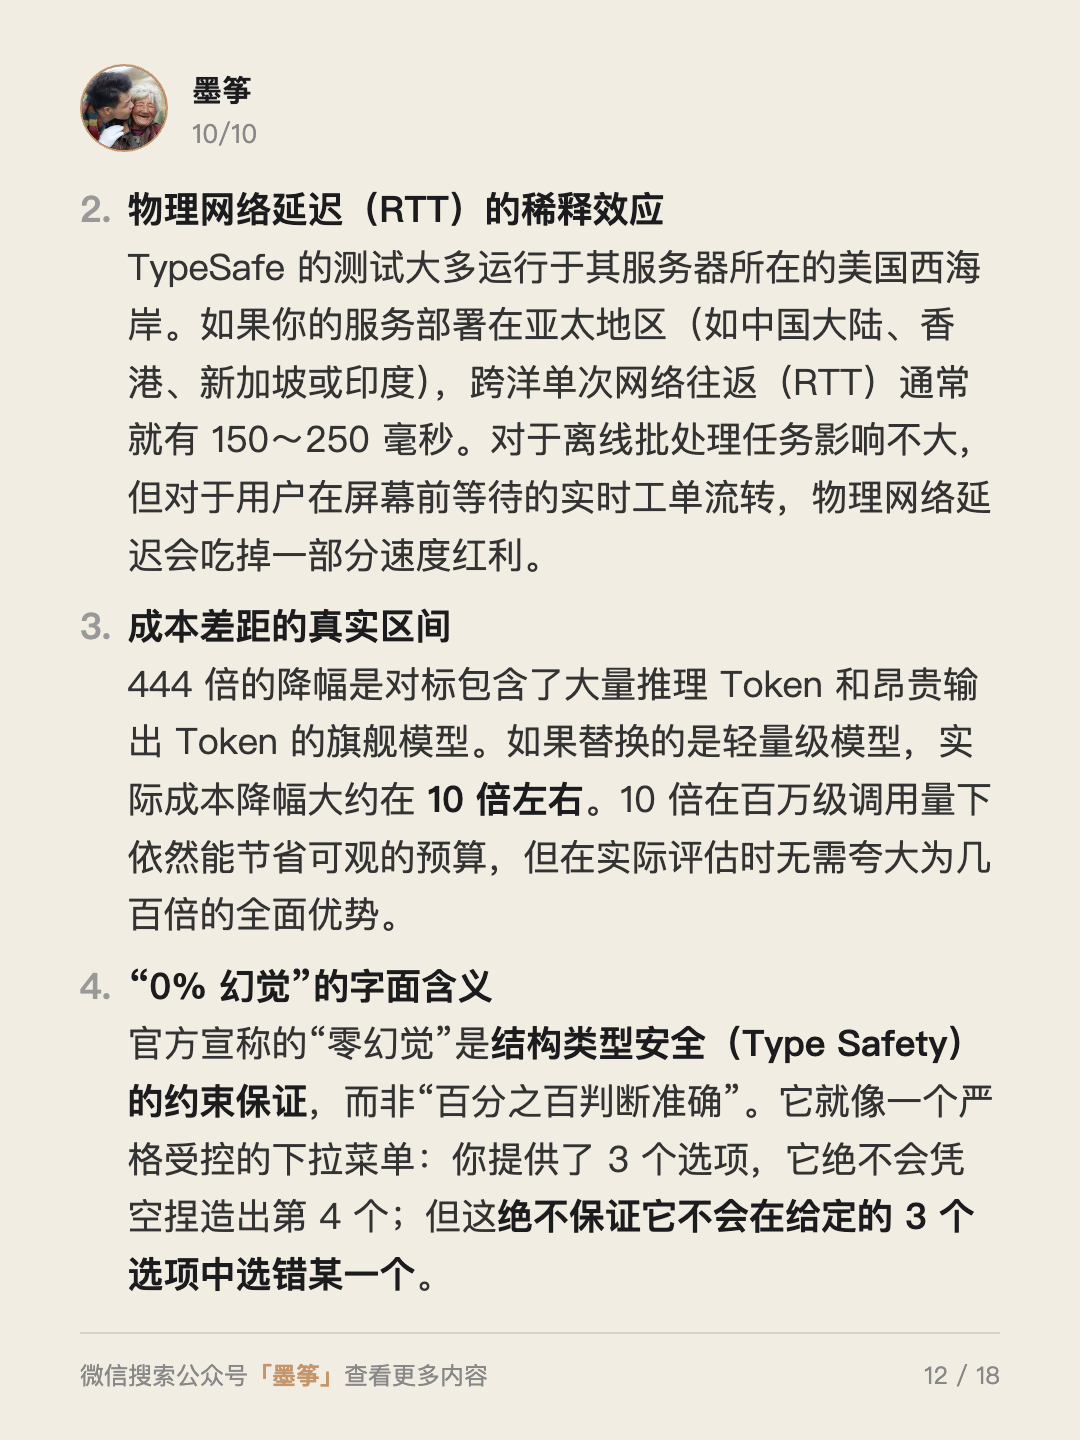 墨筝
10/10
2. 物理网络延迟（RTT）的稀释效应
TypeSafe 的测试大多运行于其服务器所在的美国西海
岸。如果你的服务部署在亚太地区（如中国大陆、香
港、新加坡或印度），跨洋单次网络往返（RTT）通常
就有 150～250 毫秒。对于离线批处理任务影响不大，
但对于用户在屏幕前等待的实时工单流转，物理网络延
迟会吃掉一部分速度红利。
3. 成本差距的真实区间
444 倍的降幅是对标包含了大量推理 Token 和昂贵输
出 Token 的旗舰模型。如果替换的是轻量级模型，实
际成本降幅大约在 10 倍左右。10 倍在百万级调用量下
依然能节省可观的预算，但在实际评估时无需夸大为几
百倍的全面优势。
4. “0% 幻觉”的字面含义
官方宣称的“零幻觉”是结构类型安全（Type Safety）
的约束保证，而非“百分之百判断准确”。它就像一个严
格受控的下拉菜单：你提供了 3 个选项，它绝不会凭
空捏造出第 4 个；但这绝不保证它不会在给定的 3 个
选项中选错某一个。
微信搜索公众号「墨筝」查看更多内容
12 / 18